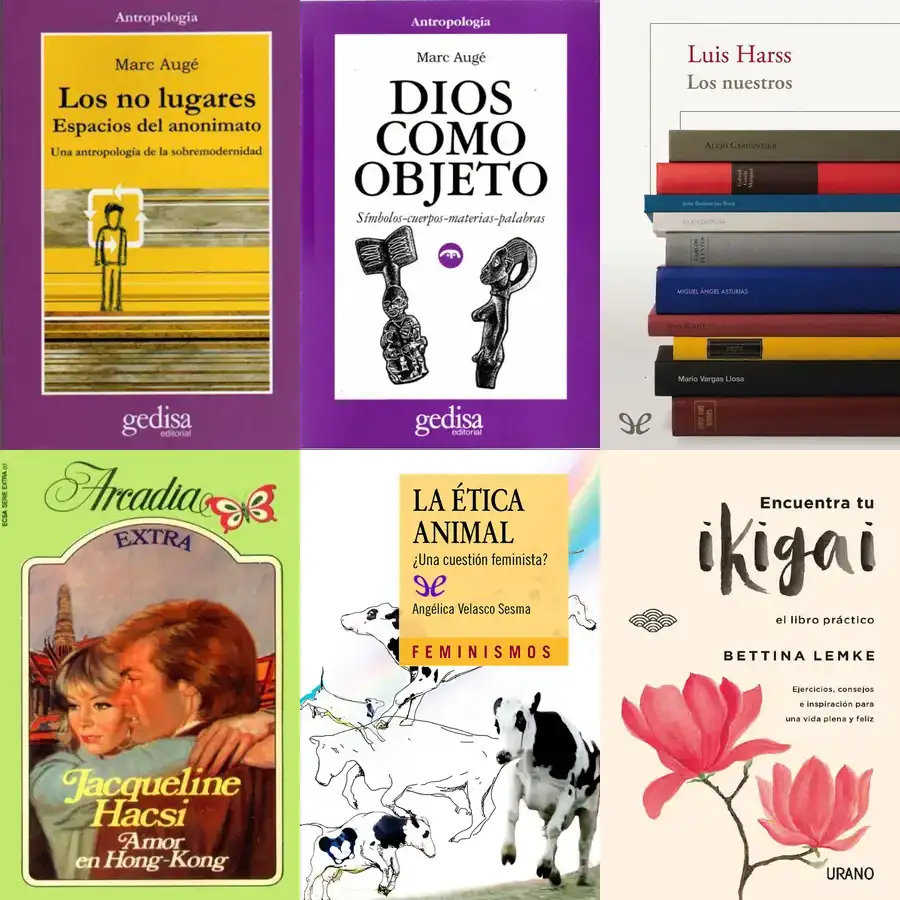 Antropología
Marc Augé
Los no lugares
Espacios del anonimato
Una antropología de la sobremodernidad
gedisa
editorial
Antropología
Marc Augé
DIOS
COMO
OBJETO
Símbolos-cuerpos-materias-palabras
gedisa
editorial
Luis Harss
Los nuestros
ALEJO CARPENTIER
MIGUEL ÁNGEL ASTURIAS
Mario Vargas Llosa
ECSA SERIE EXTRA
Arcadia
EXTRA
Jacqueline
Hacsi
Amor
en Hong-Kong
LA ÉTICA
ANIMAL
¿Una cuestión feminista?
Angélica Velasco Sesma
FEMINISMOS
Encuentra tu
ikigai
el libro práctico
BETTINA LEMKE
Ejercicios, consejos
e inspiración para
una vida plena y feliz
URANO